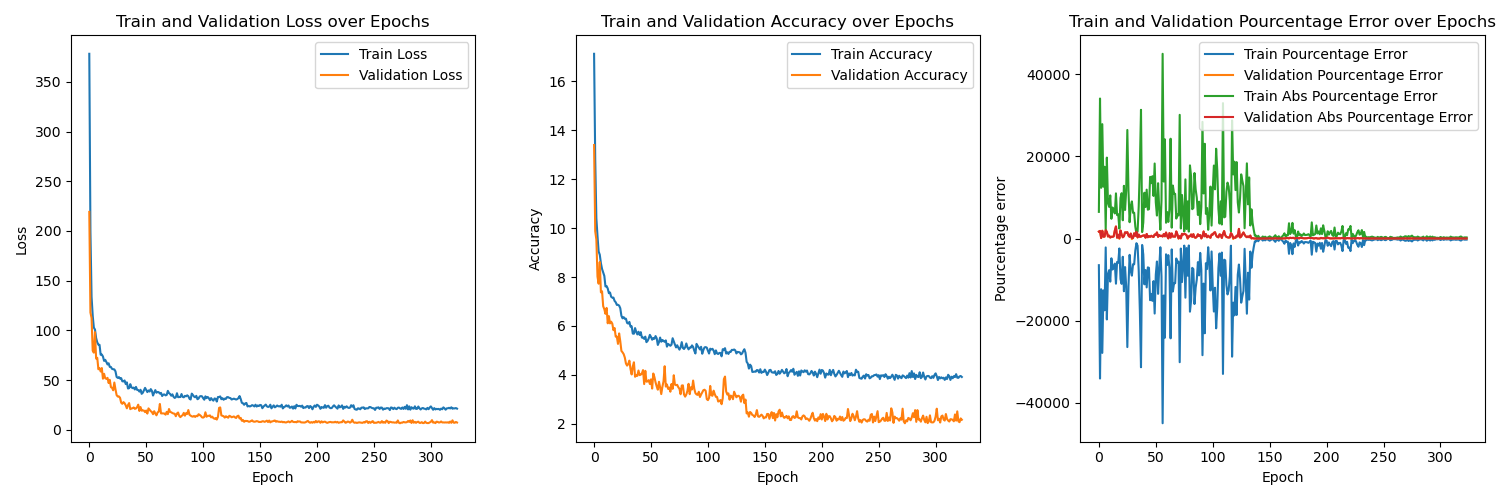 Train and Validation Loss over Epochs
Train Loss
Validation Loss
350
300
250
200
150
100
50
0
Loss
0 50 100 150 200 250 300
Epoch
Train and Validation Accuracy over Epochs
Train Accuracy
Validation Accuracy
16
14
12
10
8
6
4
2
Accuracy
0 50 100 150 200 250 300
Epoch
Train and Validation Pourcentage Error over Epochs
Train Pourcentage Error
Validation Pourcentage Error
Train Abs Pourcentage Error
Validation Abs Pourcentage Error
40000
20000
0
−20000
−40000
Pourcentage error
0 50 100 150 200 250 300
Epoch